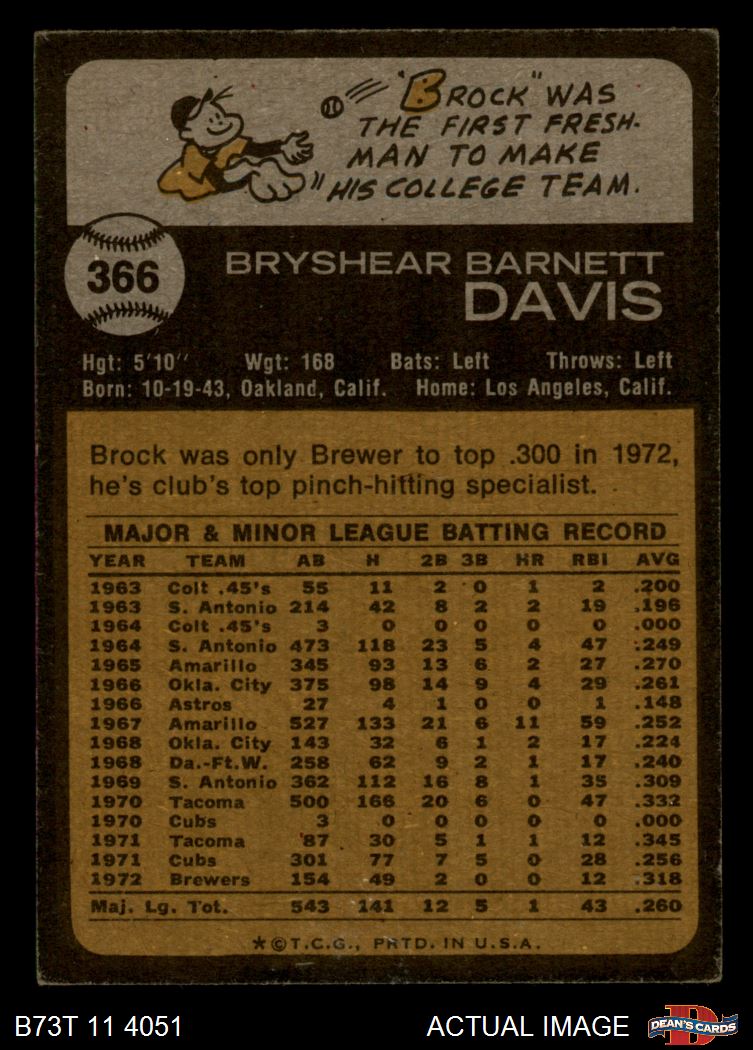 "BROCK" WAS
THE FIRST FRESH-
MAN TO MAKE
HIS COLLEGE TEAM.
366
BRYSHEAR BARNETT
DAVIS
Hgt: 5'10" Wgt: 168 Bats: Left Throws: Left
Born: 10-19-43, Oakland, Calif. Home: Los Angeles, Calif.
Brock was only Brewer to top .300 in 1972,
he's club's top pinch-hitting specialist.
MAJOR & MINOR LEAGUE BATTING RECORD
YEAR TEAM AB H 2B 3B HR RBI AVG
1963 Colt .45's 55 11 2 0 1 2 .200
1963 S. Antonio 214 42 8 2 2 19 .196
1964 Colt .45's 3 0 0 0 0 0 .000
1964 S. Antonio 473 118 23 5 4 47 .249
1965 Amarillo 345 93 13 6 2 27 .270
1966 Okla. City 375 98 14 9 4 29 .261
1966 Astros 27 4 1 0 0 1 .148
1967 Amarillo 527 133 21 6 11 59 .252
1968 Okla. City 143 32 6 1 2 17 .224
1968 Da.-Ft.W. 258 62 9 2 1 17 .240
1969 S. Antonio 362 112 16 8 1 35 .309
1970 Tacoma 500 166 20 6 0 47 .332
1970 Cubs 3 0 0 0 0 0 .000
1971 Tacoma 87 30 5 1 1 12 .345
1971 Cubs 301 77 7 5 0 28 .256
1972 Brewers 154 49 2 0 0 12 .318
Maj. Lg. Tot. 543 141 12 5 1 43 .260
★©T.C.G., PRTD. IN U.S.A.
B73T 11 4051 ACTUAL IMAGE
D
DEAN'S CARDS